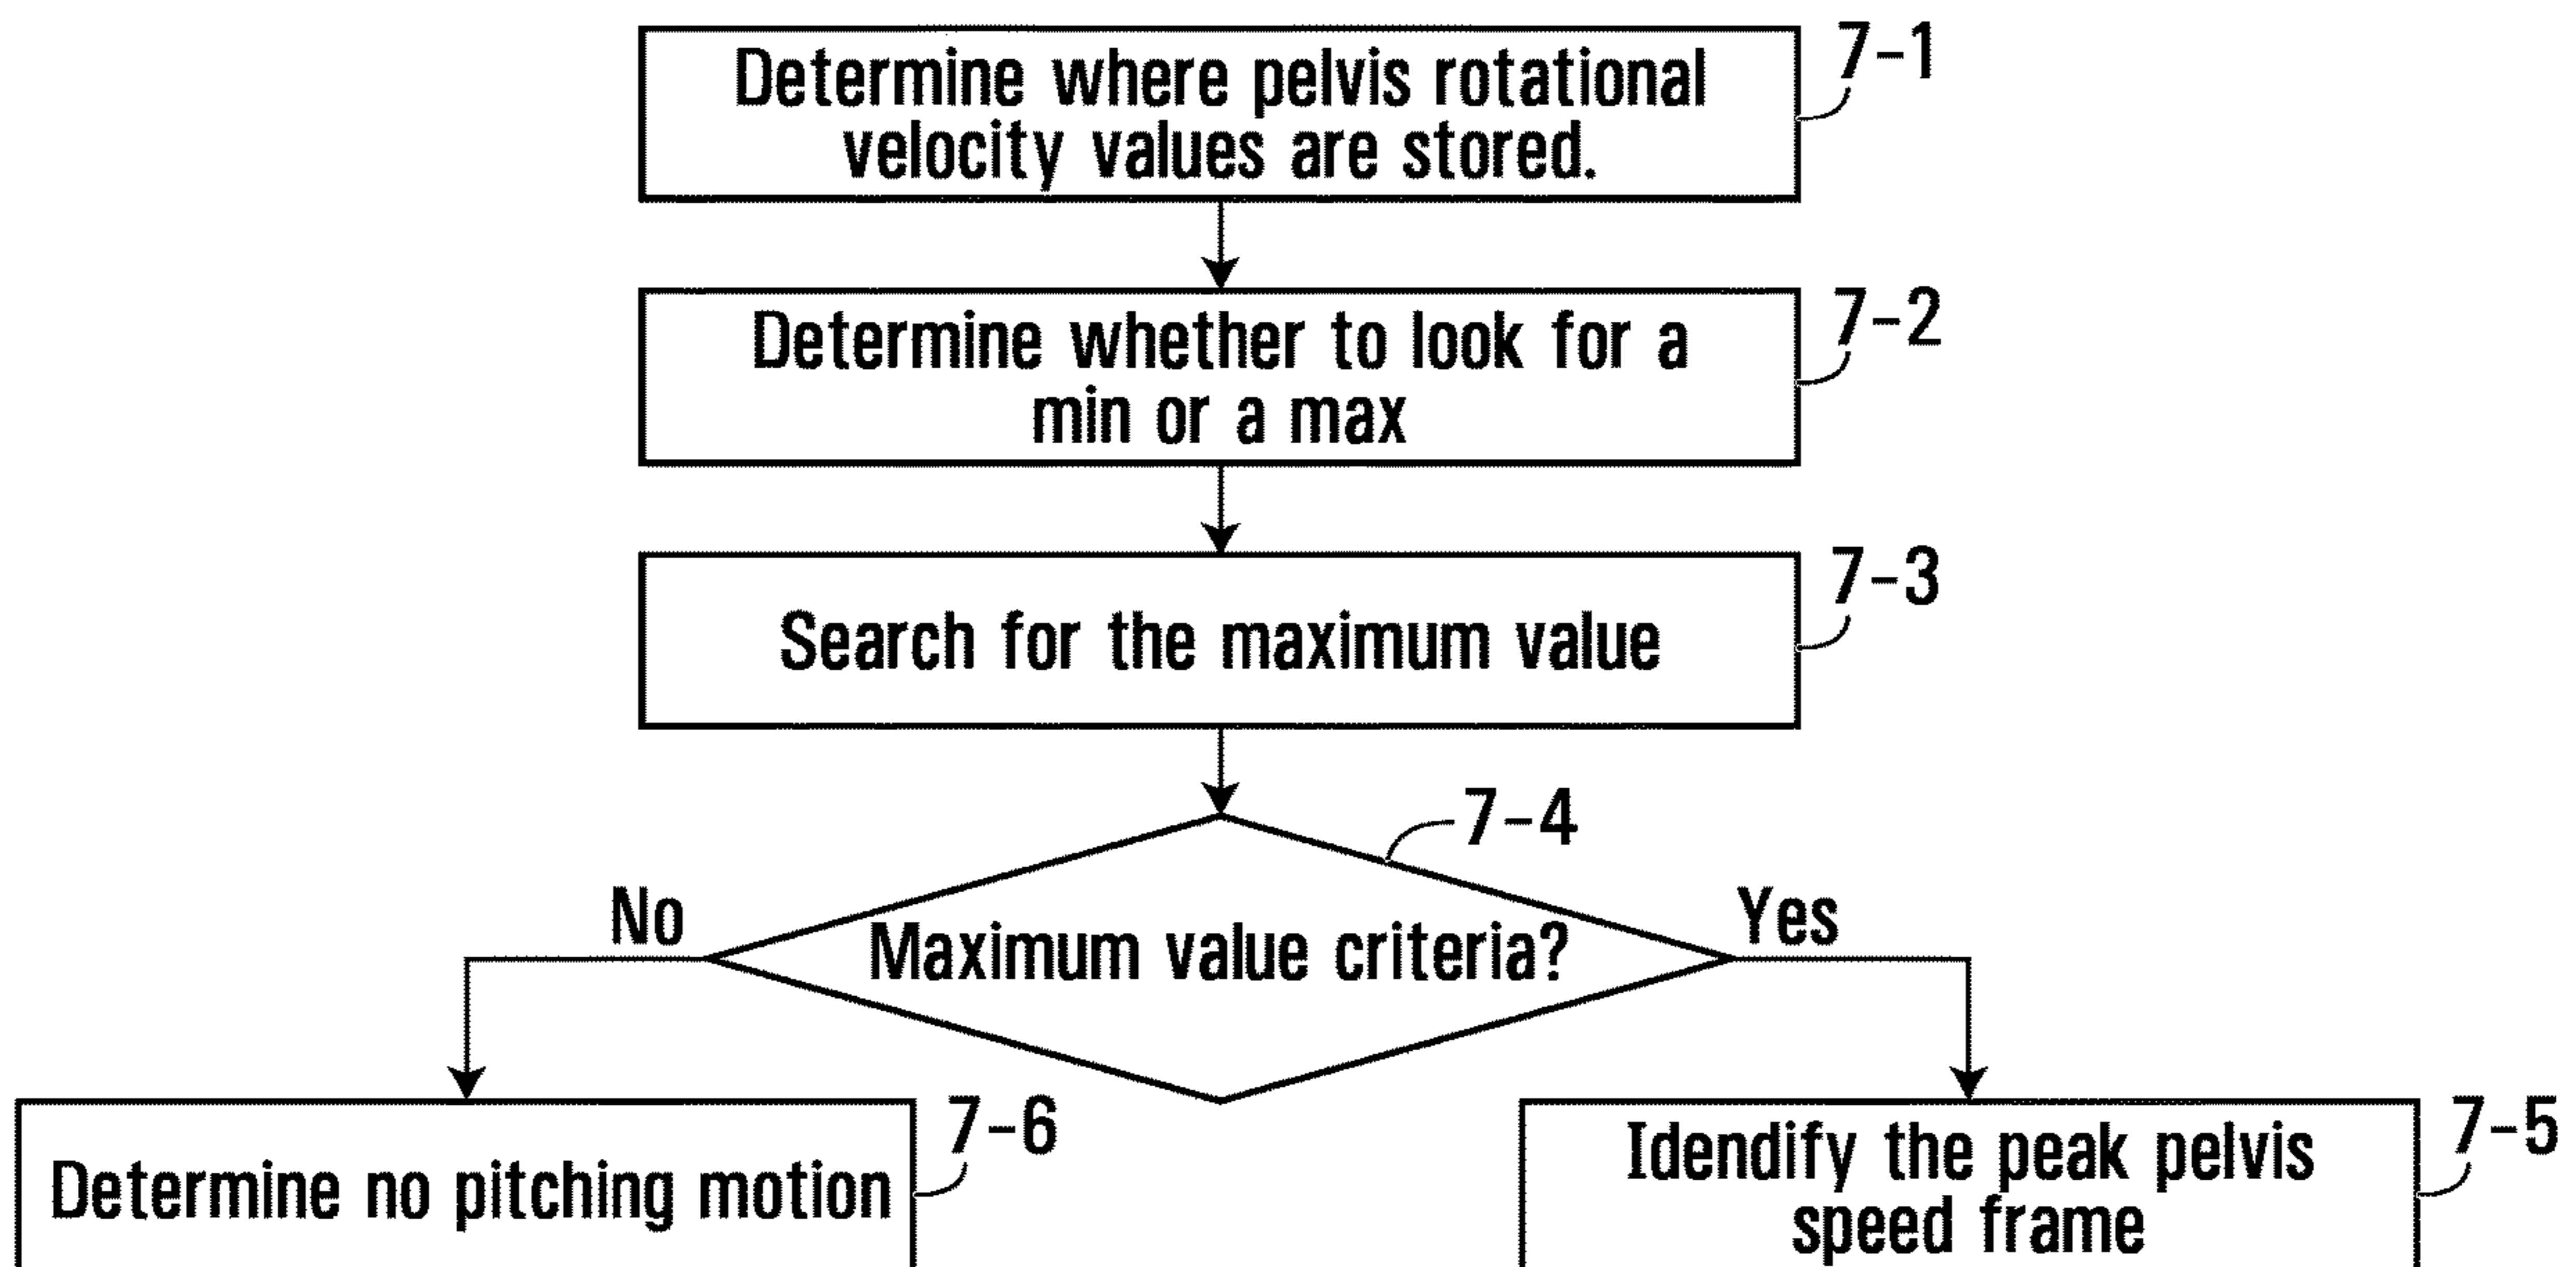 Determine where pelvis rotational
velocity values are stored.
7-1
Determine whether to look for a
min or a max
7-2
Search for the maximum value
7-3
7-4
No
Maximum value criteria?
Yes
Determine no pitching motion
7-6
Idendify the peak pelvis
speed frame
7-5